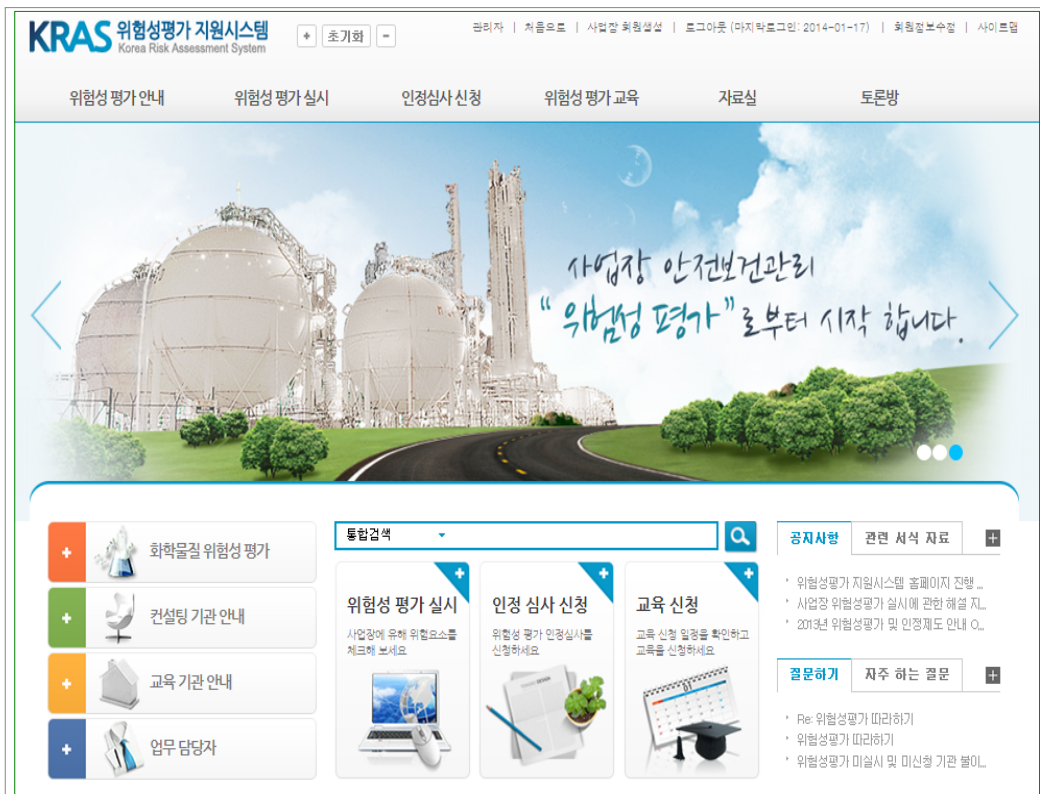 KRAS 위험성평가 지원시스템
Korea Risk Assessment System
+ 초기화 -
관리자 | 처음으로 | 사업장 회원생성 | 로그아웃 (마지막로그인: 2014-01-17) | 회원정보수정 | 사이트맵
위험성 평가 안내 위험성 평가 실시 인정심사 신청 위험성 평가 교육 자료실 토론방
사업장 안전보건관리
“위험성 평가”로부터 시작 합니다.
화학물질 위험성 평가
컨설팅 기관 안내
교육 기관 안내
업무 담당자
통합검색
위험성 평가 실시
사업장에 유해 위험요소를
체크해 보세요
인정 심사 신청
위험성 평가 인정심사를
신청하세요
교육 신청
교육 신청 일정을 확인하고
교육을 신청하세요
01
공지사항 관련 서식 자료 +
위험성평가 지원시스템 홈페이지 진행 ...
사업장 위험성평가 실시에 관한 해설 지...
2013년 위험성평가 및 인정제도 안내 O...
질문하기 자주 하는 질문 +
Re: 위험성평가 따라하기
위험성평가 따라하기
위험성평가 미실시 및 미신청 기관 불이...